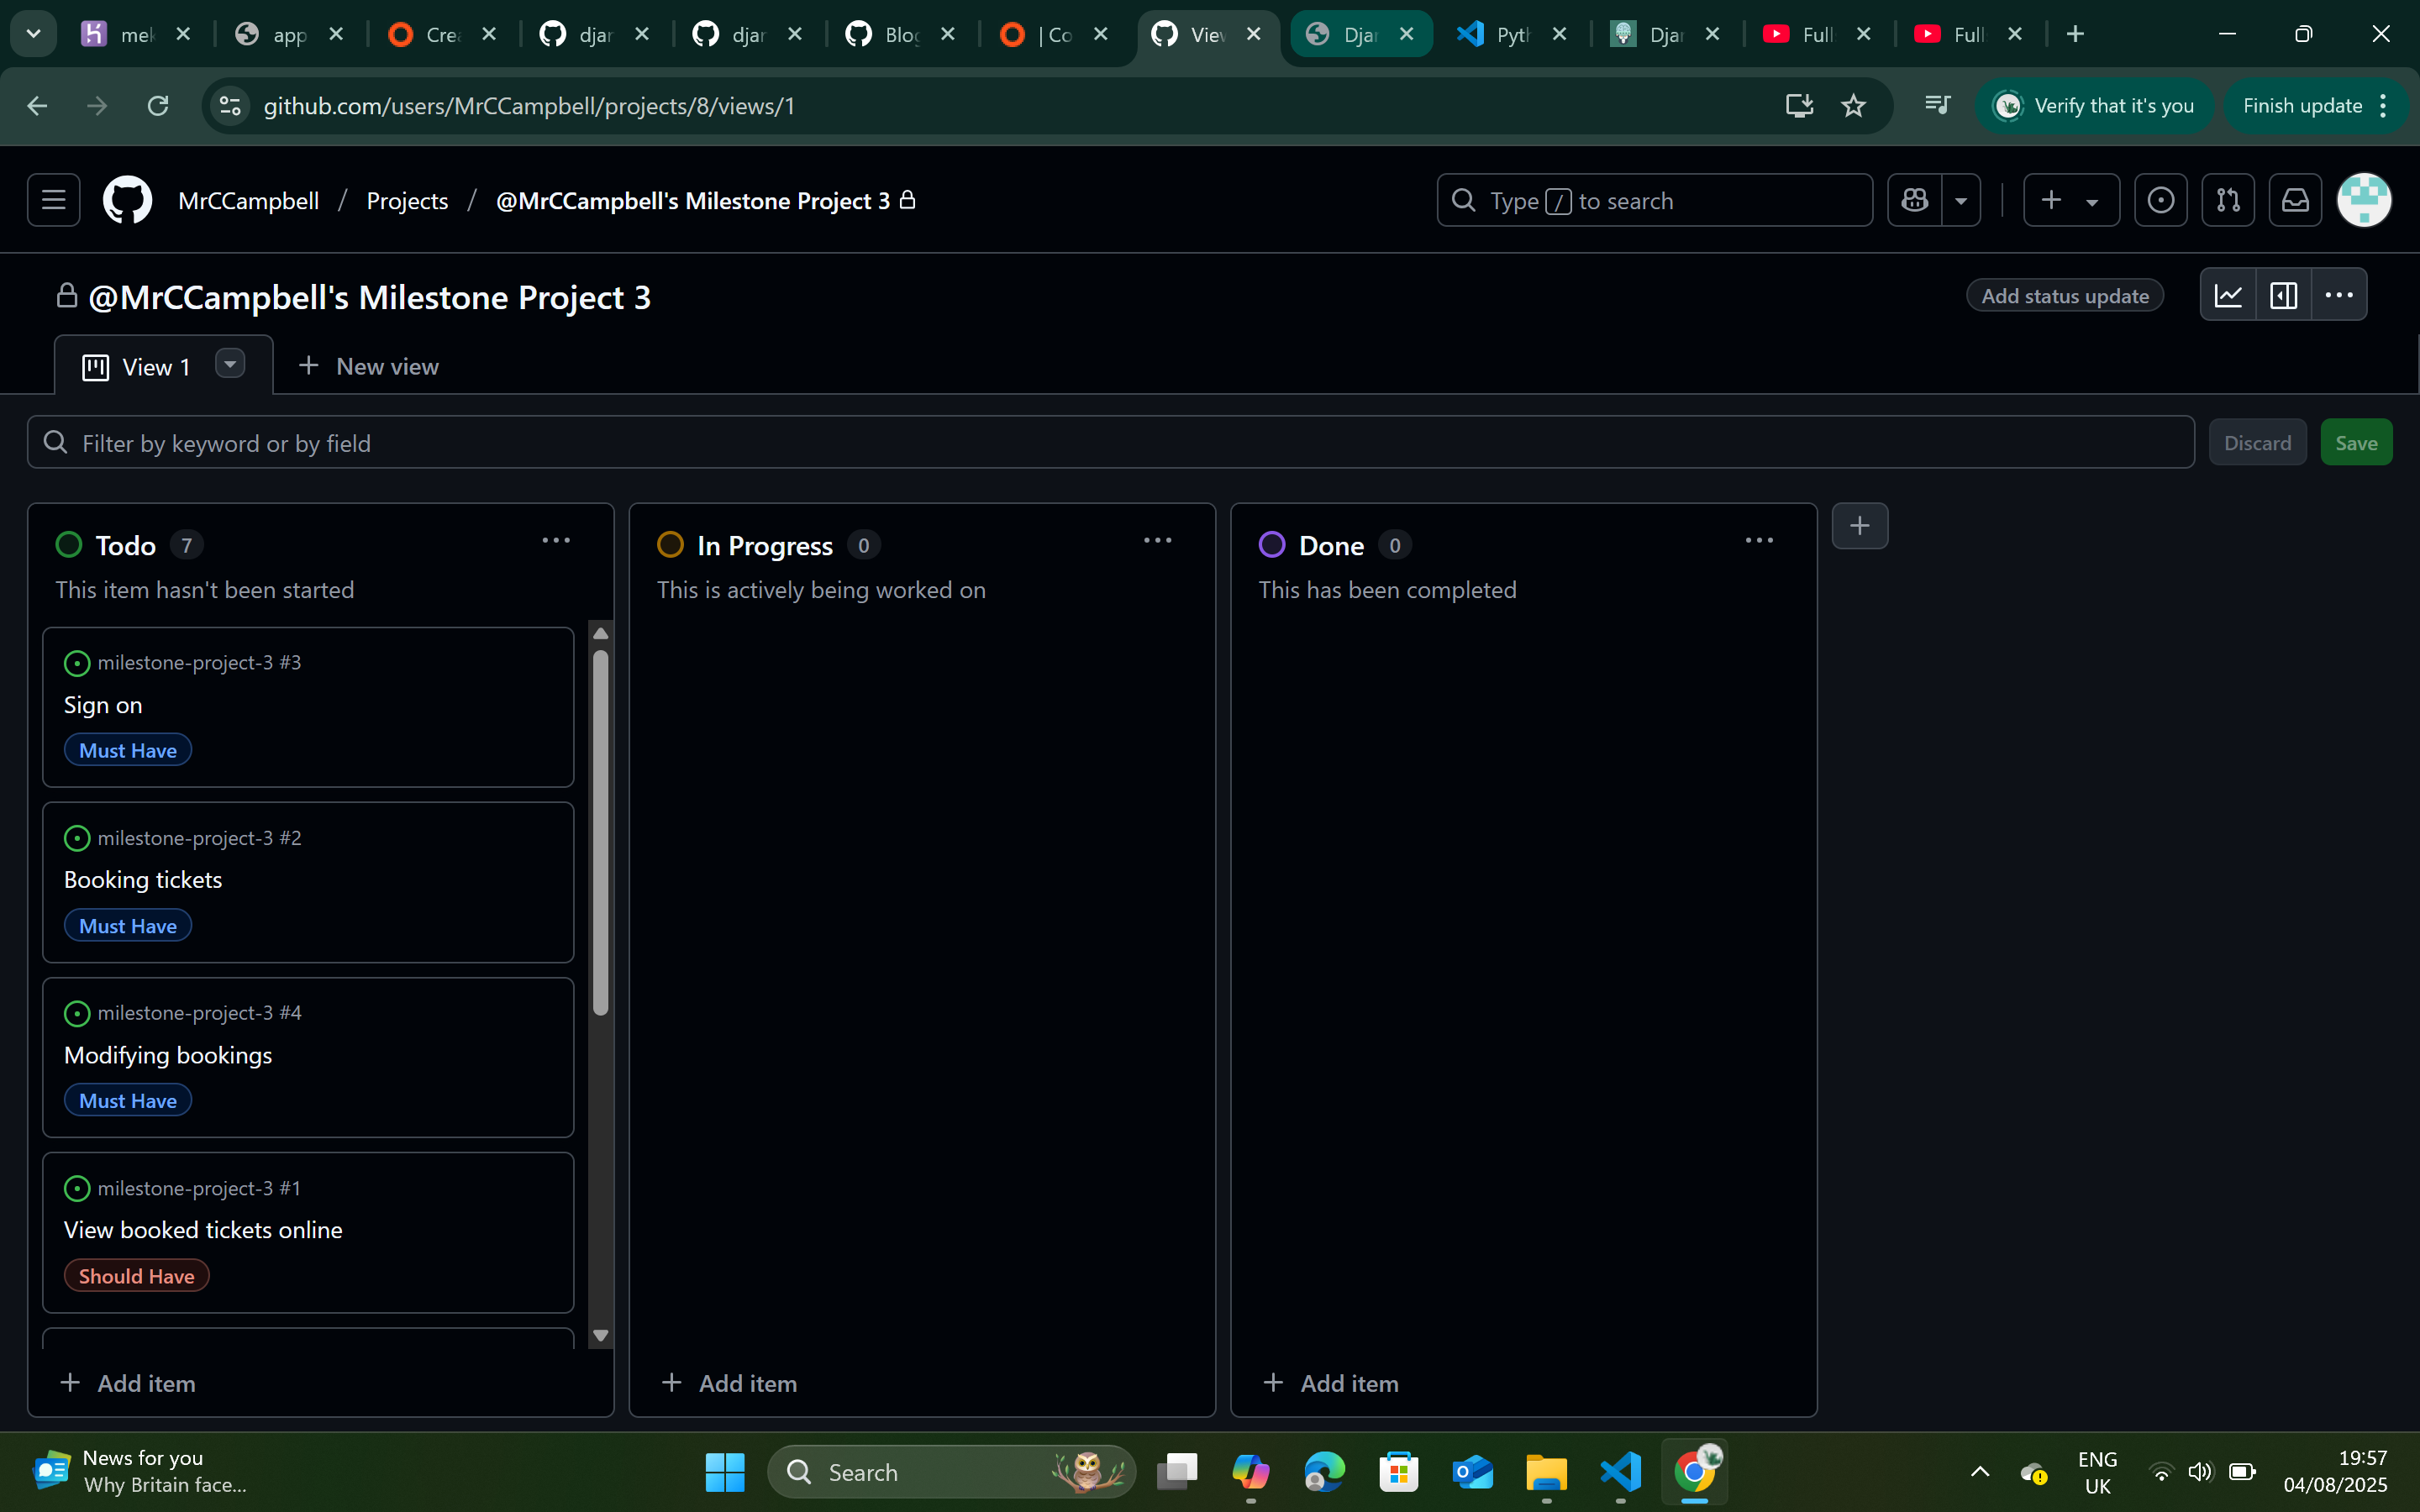 mek
app
Crea
djan
djan
Blog
| Co
View
Djan
Pyth
Djan
Full
Full
github.com/users/MrCCampbell/projects/8/views/1
Verify that it's you
Finish update
MrCCampbell / Projects / @MrCCampbell's Milestone Project 3
Type / to search
@MrCCampbell's Milestone Project 3
Add status update
View 1
New view
Filter by keyword or by field
Discard
Save
Todo 7
This item hasn't been started
milestone-project-3 #3
Sign on
Must Have
milestone-project-3 #2
Booking tickets
Must Have
milestone-project-3 #4
Modifying bookings
Must Have
milestone-project-3 #1
View booked tickets online
Should Have
Add item
In Progress 0
This is actively being worked on
Add item
Done 0
This has been completed
Add item
News for you
Why Britain face...
Search
ENG
UK
19:57
04/08/2025